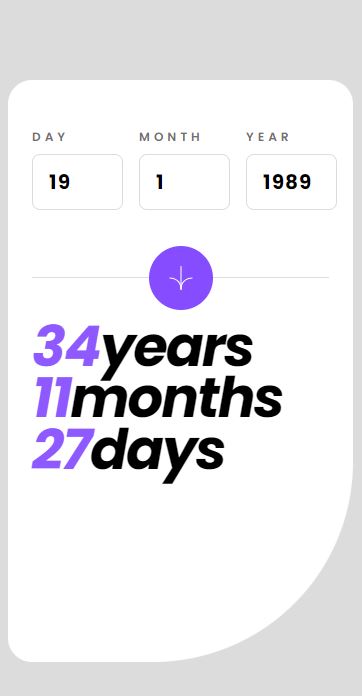 DAY MONTH YEAR
19 1 1989
34years
11months
27days